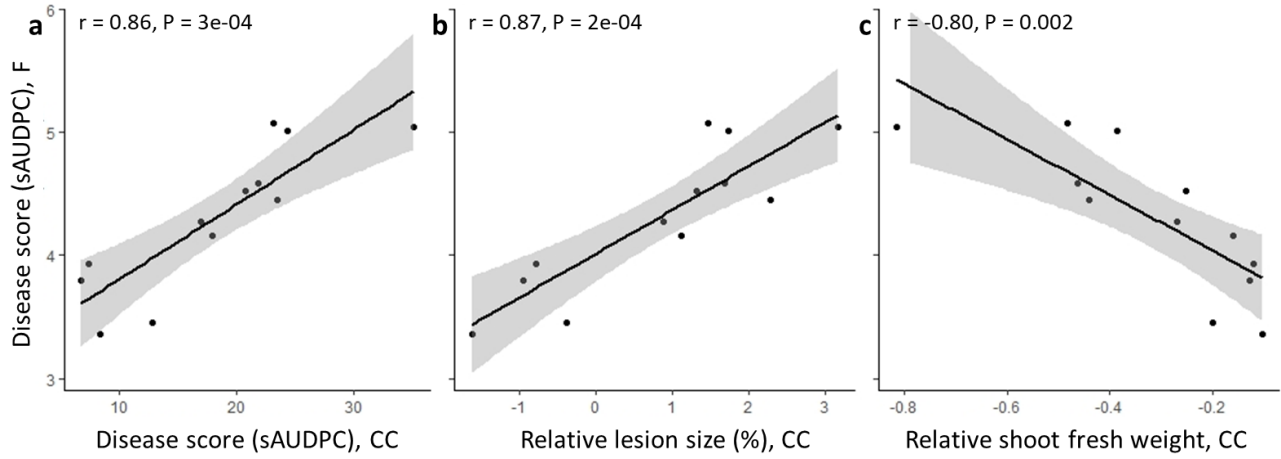 a
r = 0.86, P = 3e-04
b
r = 0.87, P = 2e-04
c
r = -0.80, P = 0.002
Disease score (sAUDPC), F
6
5
4
3
10 20 30
-1 0 1 2 3
-0.8 -0.6 -0.4 -0.2
Disease score (sAUDPC), CC
Relative lesion size (%), CC
Relative shoot fresh weight, CC